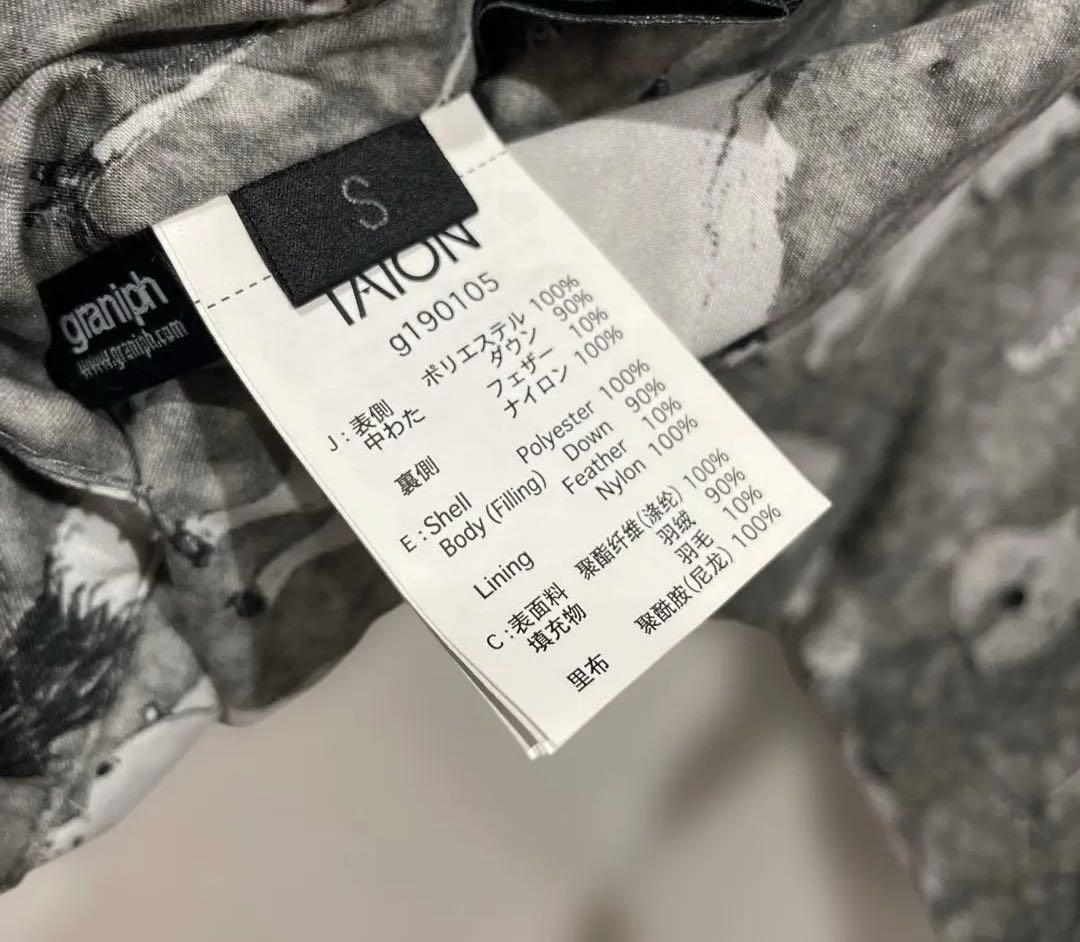 S
graniph
www.graniph.com
TAION
g190105
J : 表側 ポリエステル 100%
中わた ダウン 90%
フェザー 10%
裏側 ナイロン 100%
E : Shell Polyester 100%
Body (Filling) Down 90%
Feather 10%
Lining Nylon 100%
C : 表面料 聚酯纤维(涤纶) 100%
填充物 羽绒 90%
羽毛 10%
里布 聚酰胺(尼龙) 100%